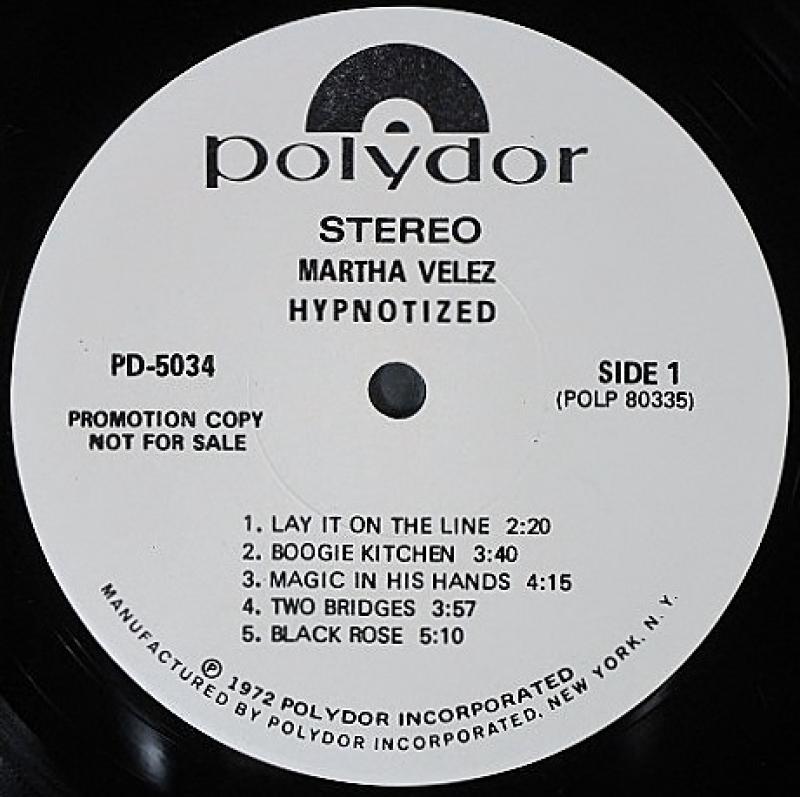 polydor
STEREO
MARTHA VELEZ
HYPNOTIZED
PD-5034
PROMOTION COPY
NOT FOR SALE
SIDE 1
(POLP 80335)
1. LAY IT ON THE LINE 2:20
2. BOOGIE KITCHEN 3:40
3. MAGIC IN HIS HANDS 4:15
4. TWO BRIDGES 3:57
5. BLACK ROSE 5:10
℗ 1972 POLYDOR INCORPORATED
MANUFACTURED BY POLYDOR INCORPORATED, NEW YORK. N. Y.